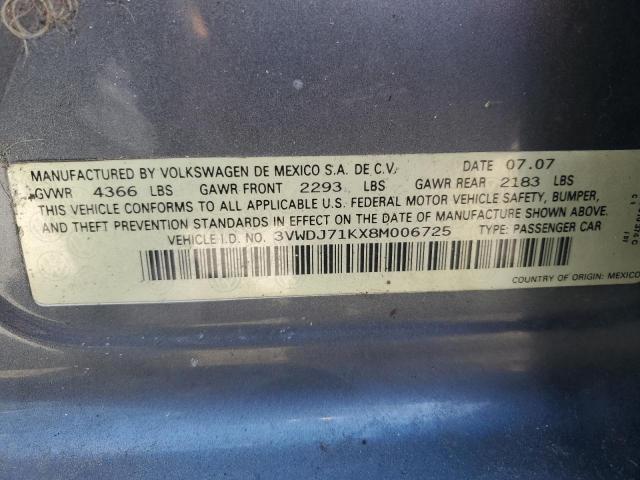 MANUFACTURED BY VOLKSWAGEN DE MEXICO S.A. DE C.V. DATE 07.07
GVWR 4366 LBS GAWR FRONT 2293 LBS GAWR REAR 2183 LBS
THIS VEHICLE CONFORMS TO ALL APPLICABLE U.S. FEDERAL MOTOR VEHICLE SAFETY, BUMPER,
AND THEFT PREVENTION STANDARDS IN EFFECT ON THE DATE OF MANUFACTURE SHOWN ABOVE.
VEHICLE I.D. NO. 3VWDJ71KX8M006725 TYPE: PASSENGER CAR
COUNTRY OF ORIGIN: MEXICO